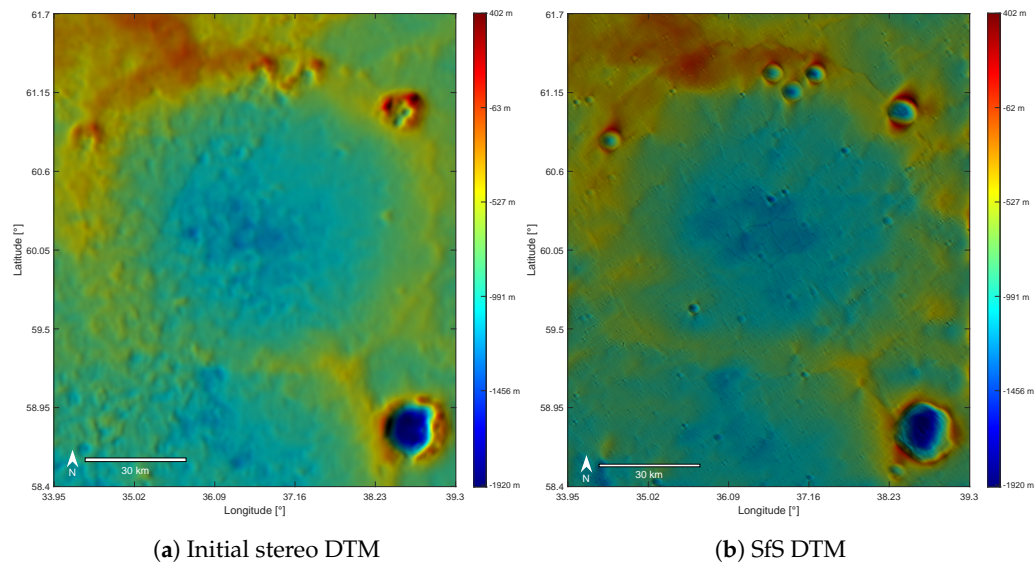 61.7
61.15
60.6
60.05
59.5
58.95
58.4
Latitude [°]
33.95 35.02 36.09 37.16 38.23 39.3
Longitude [°]
N
30 km
402 m
-63 m
-527 m
-991 m
-1456 m
-1920 m
(a) Initial stereo DTM
61.7
61.15
60.6
60.05
59.5
58.95
58.4
Latitude [°]
33.95 35.02 36.09 37.16 38.23 39.3
Longitude [°]
N
30 km
402 m
-62 m
-527 m
-991 m
-1456 m
-1920 m
(b) SfS DTM